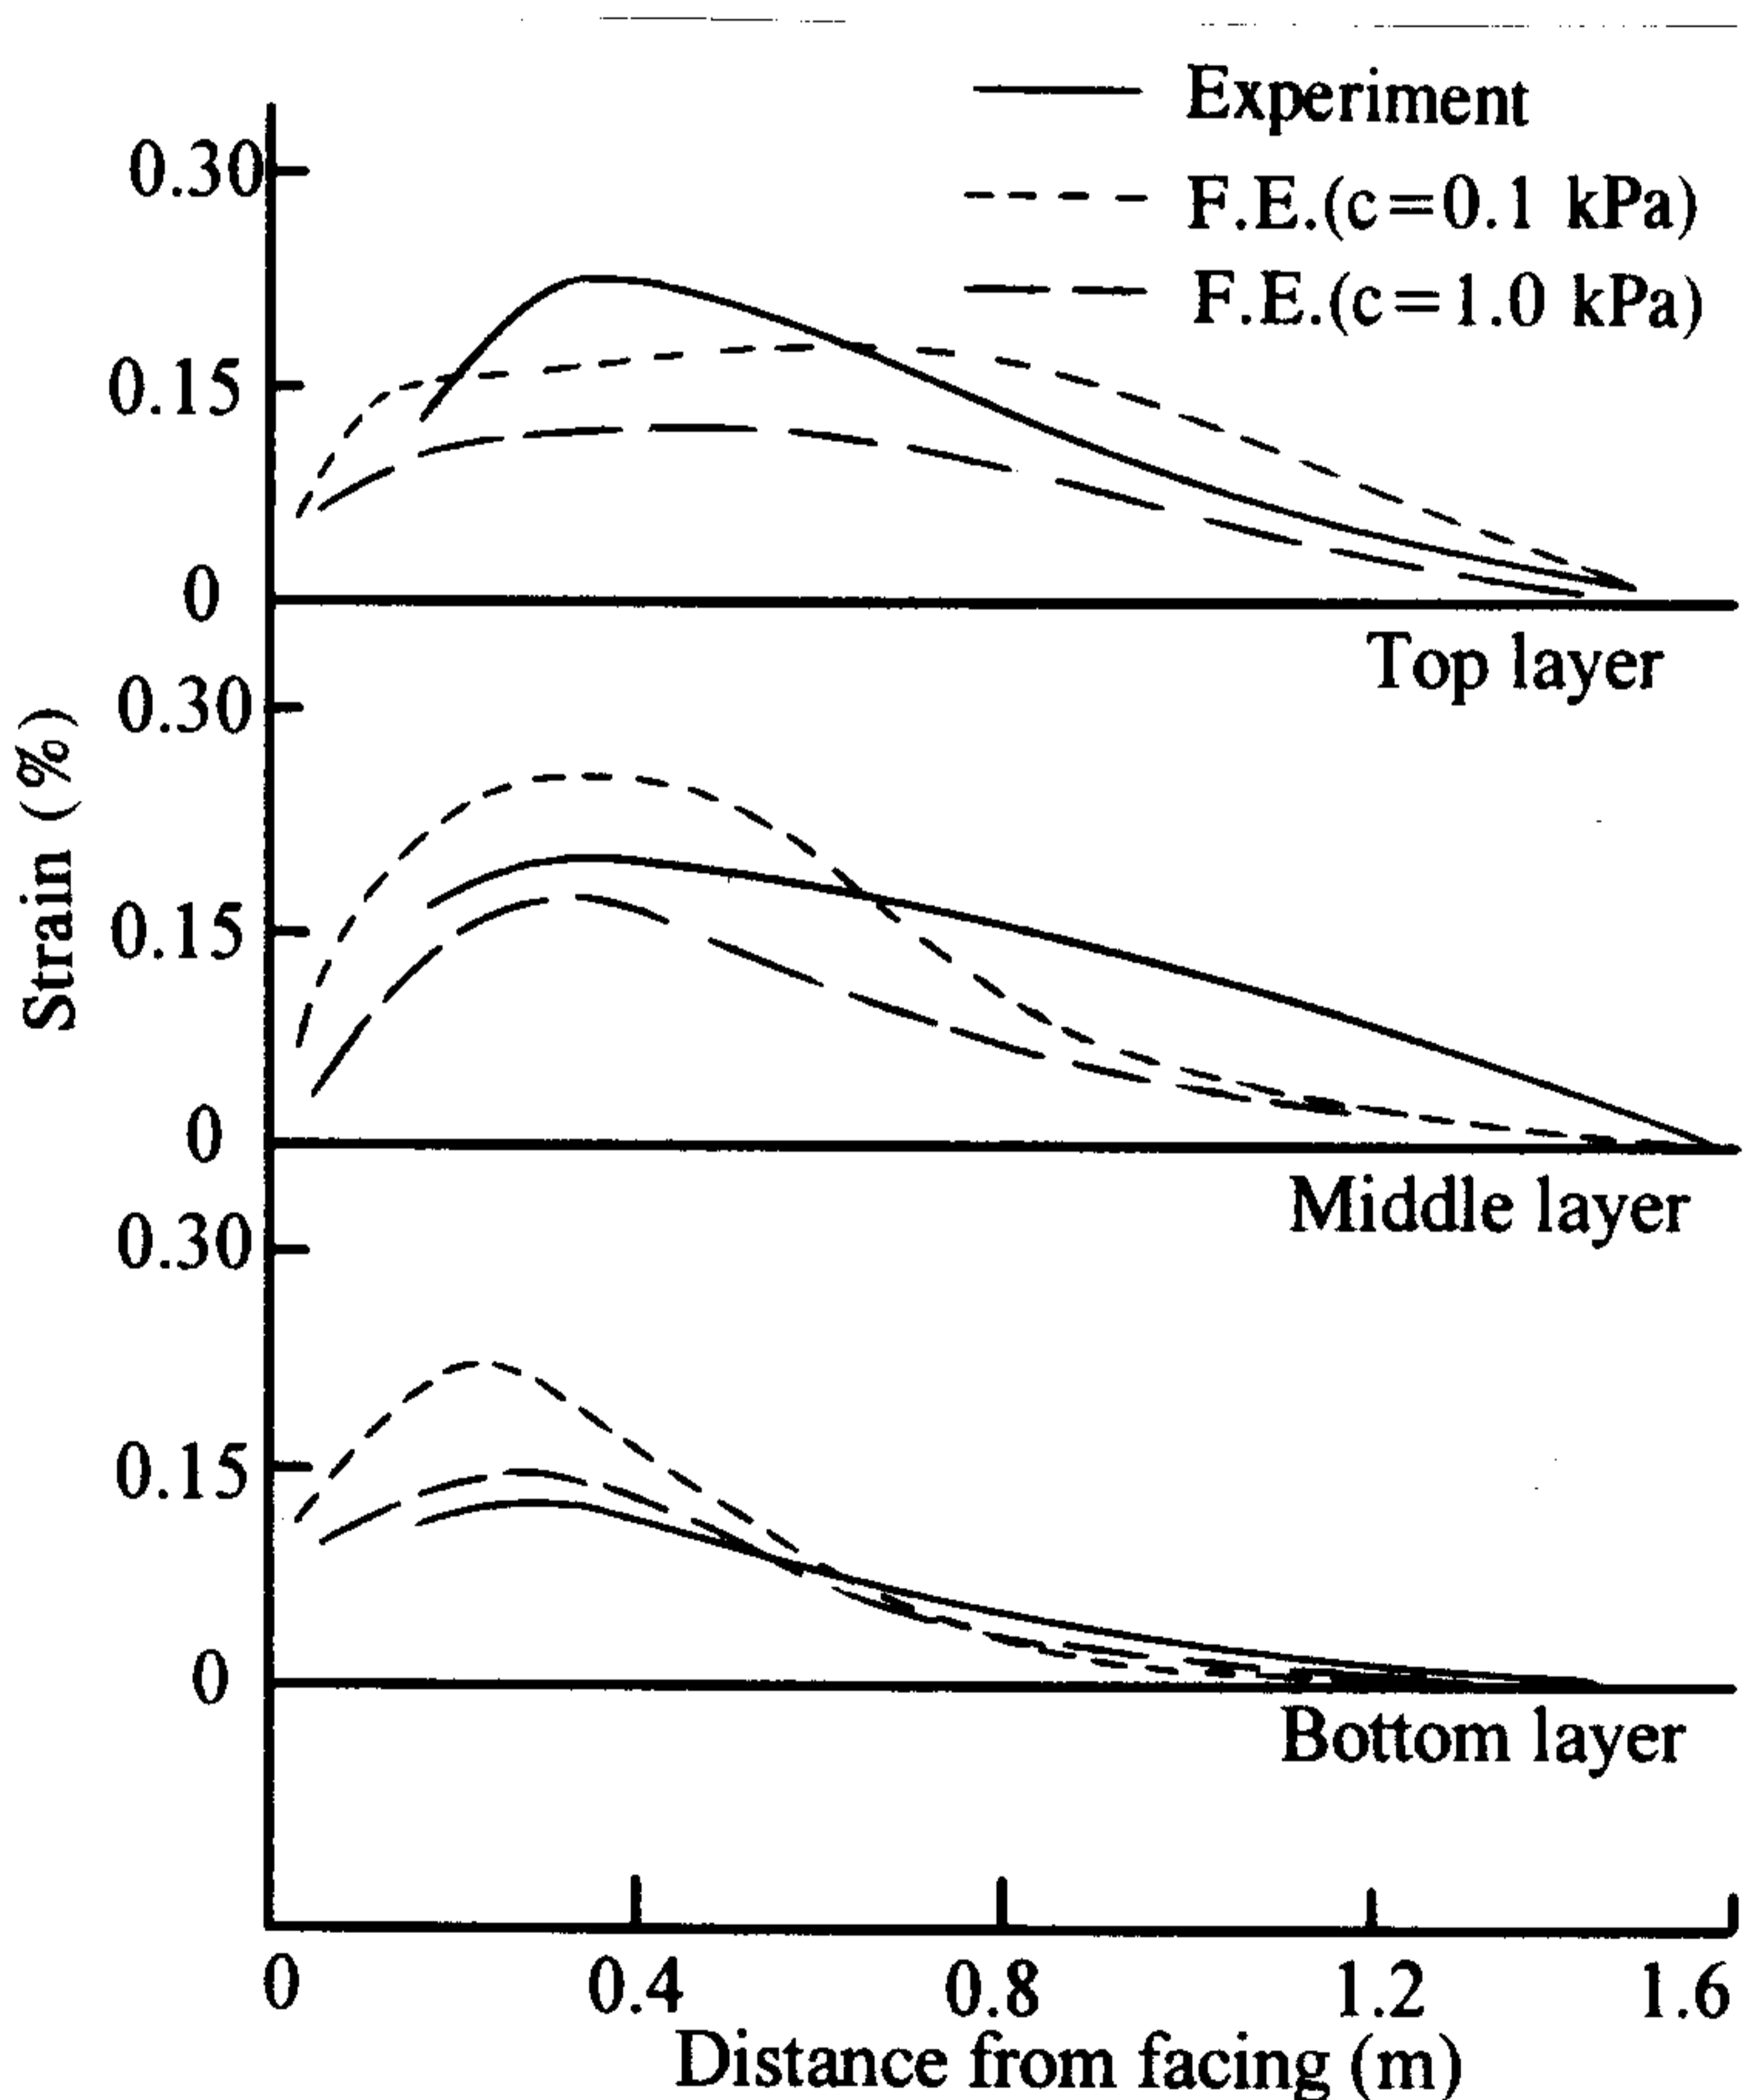 Experiment
F.E.(c=0.1 kPa)
F.E.(c=1.0 kPa)
0.30
0.15
0
Top layer
Strain (%)
0.30
0.15
0
Middle layer
0.30
0.15
0
Bottom layer
0 0.4 0.8 1.2 1.6
Distance from facing (m)